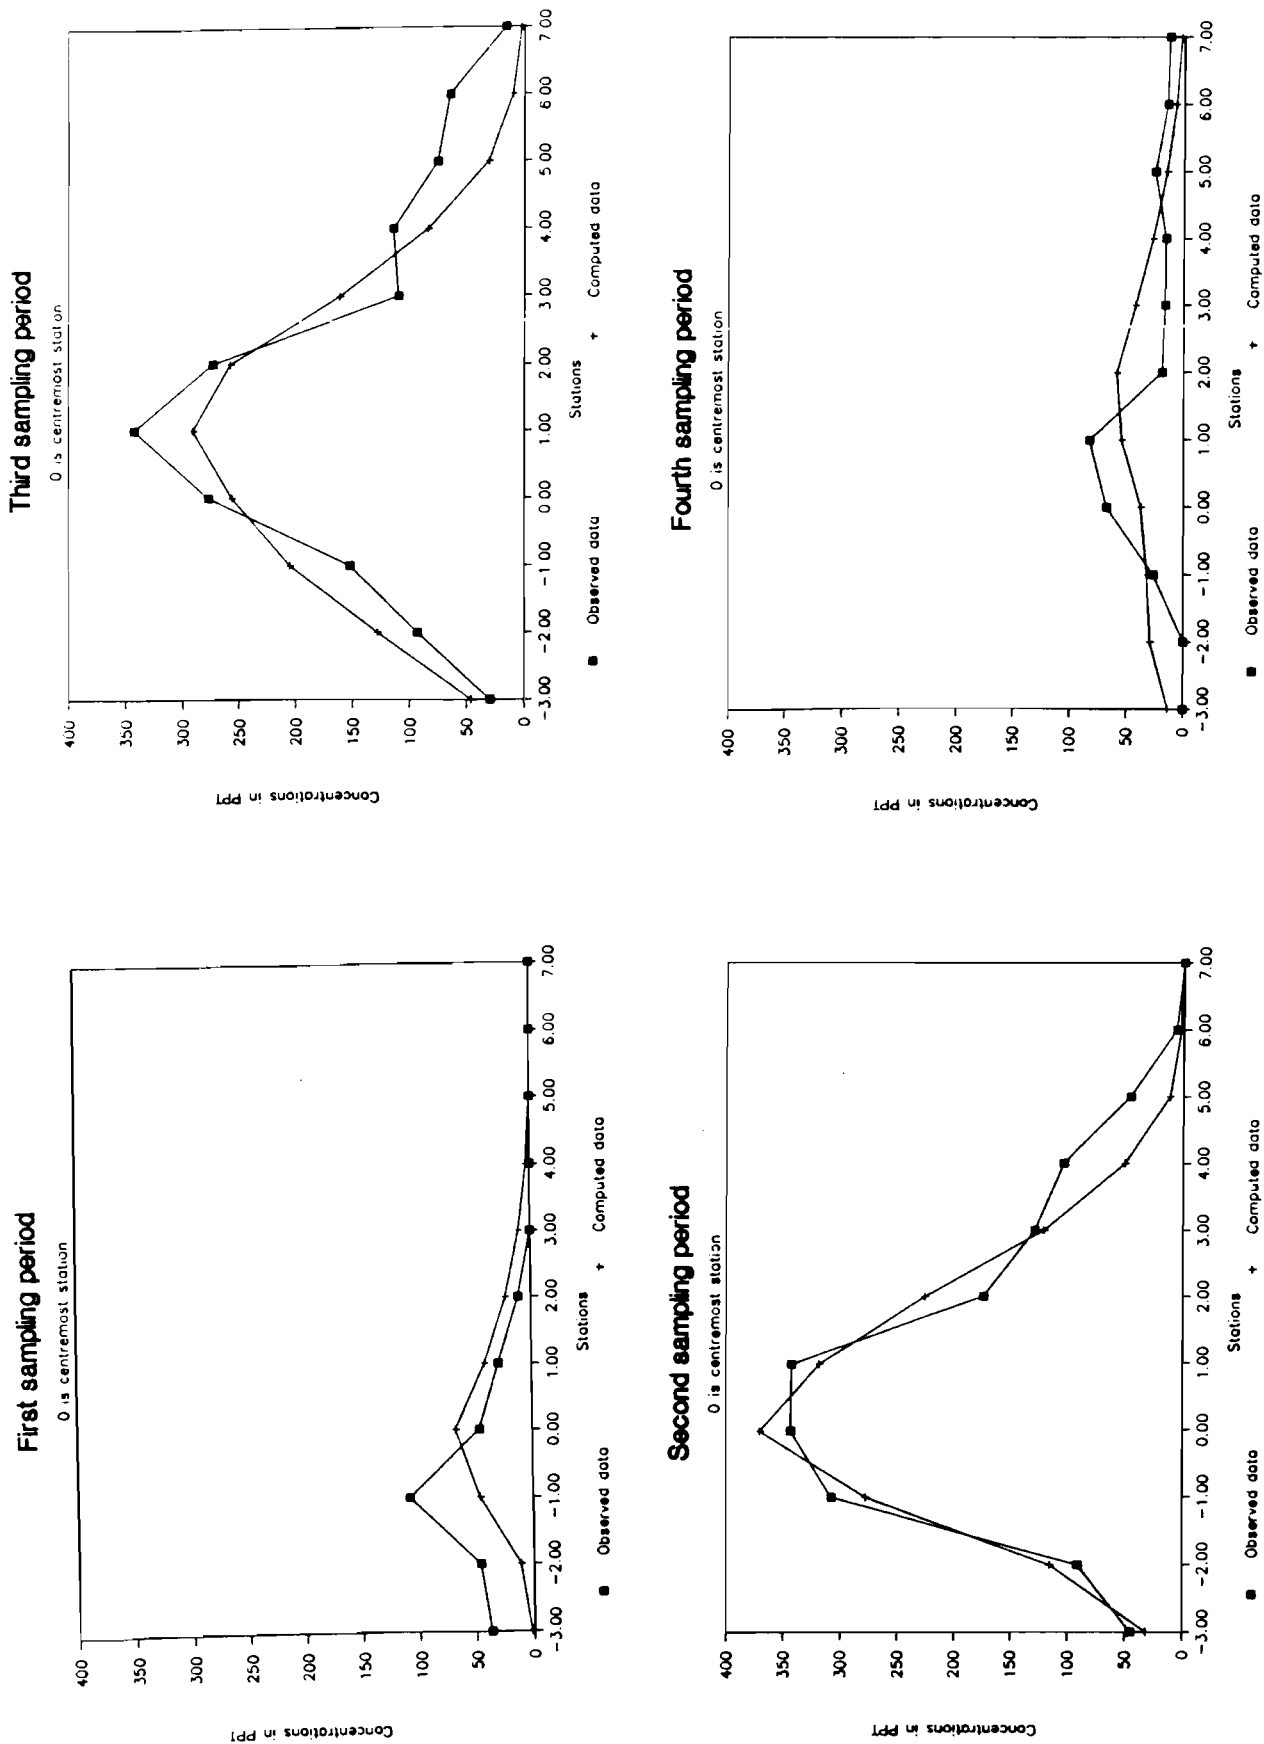 First sampling period
0 is centremost station
Concentrations in PPT
400
350
300
250
200
150
100
50
0
-3.00 -2.00 -1.00 0.00 1.00 2.00 3.00 4.00 5.00 6.00 7.00
Stations
Observed data + Computed data
Third sampling period
0 is centremost station
Concentrations in PPT
400
350
300
250
200
150
100
50
0
-3.00 -2.00 -1.00 0.00 1.00 2.00 3.00 4.00 5.00 6.00 7.00
Stations
Observed data + Computed data
Second sampling period
0 is centremost station
Concentrations in PPT
400
350
300
250
200
150
100
50
0
-3.00 -2.00 -1.00 0.00 1.00 2.00 3.00 4.00 5.00 6.00 7.00
Stations
Observed data + Computed data
Fourth sampling period
0 is centremost station
Concentrations in PPT
400
350
300
250
200
150
100
50
0
-3.00 -2.00 -1.00 0.00 1.00 2.00 3.00 4.00 5.00 6.00 7.00
Stations
Observed data + Computed data